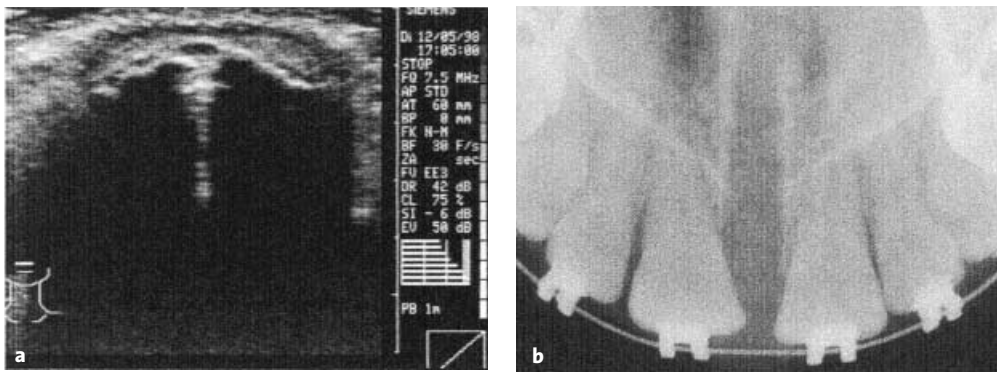 SIEMENS
Di 12/05/98
17:05:00
STOP
FQ 7.5 MHz
AP STD
AT 60 mm
BP 0 mm
FK N-M
BF 30 F/s
ZA sec
FV EE3
DR 42 dB
CL 75 %
SI - 6 dB
EV 50 dB
PB 1m
a
b